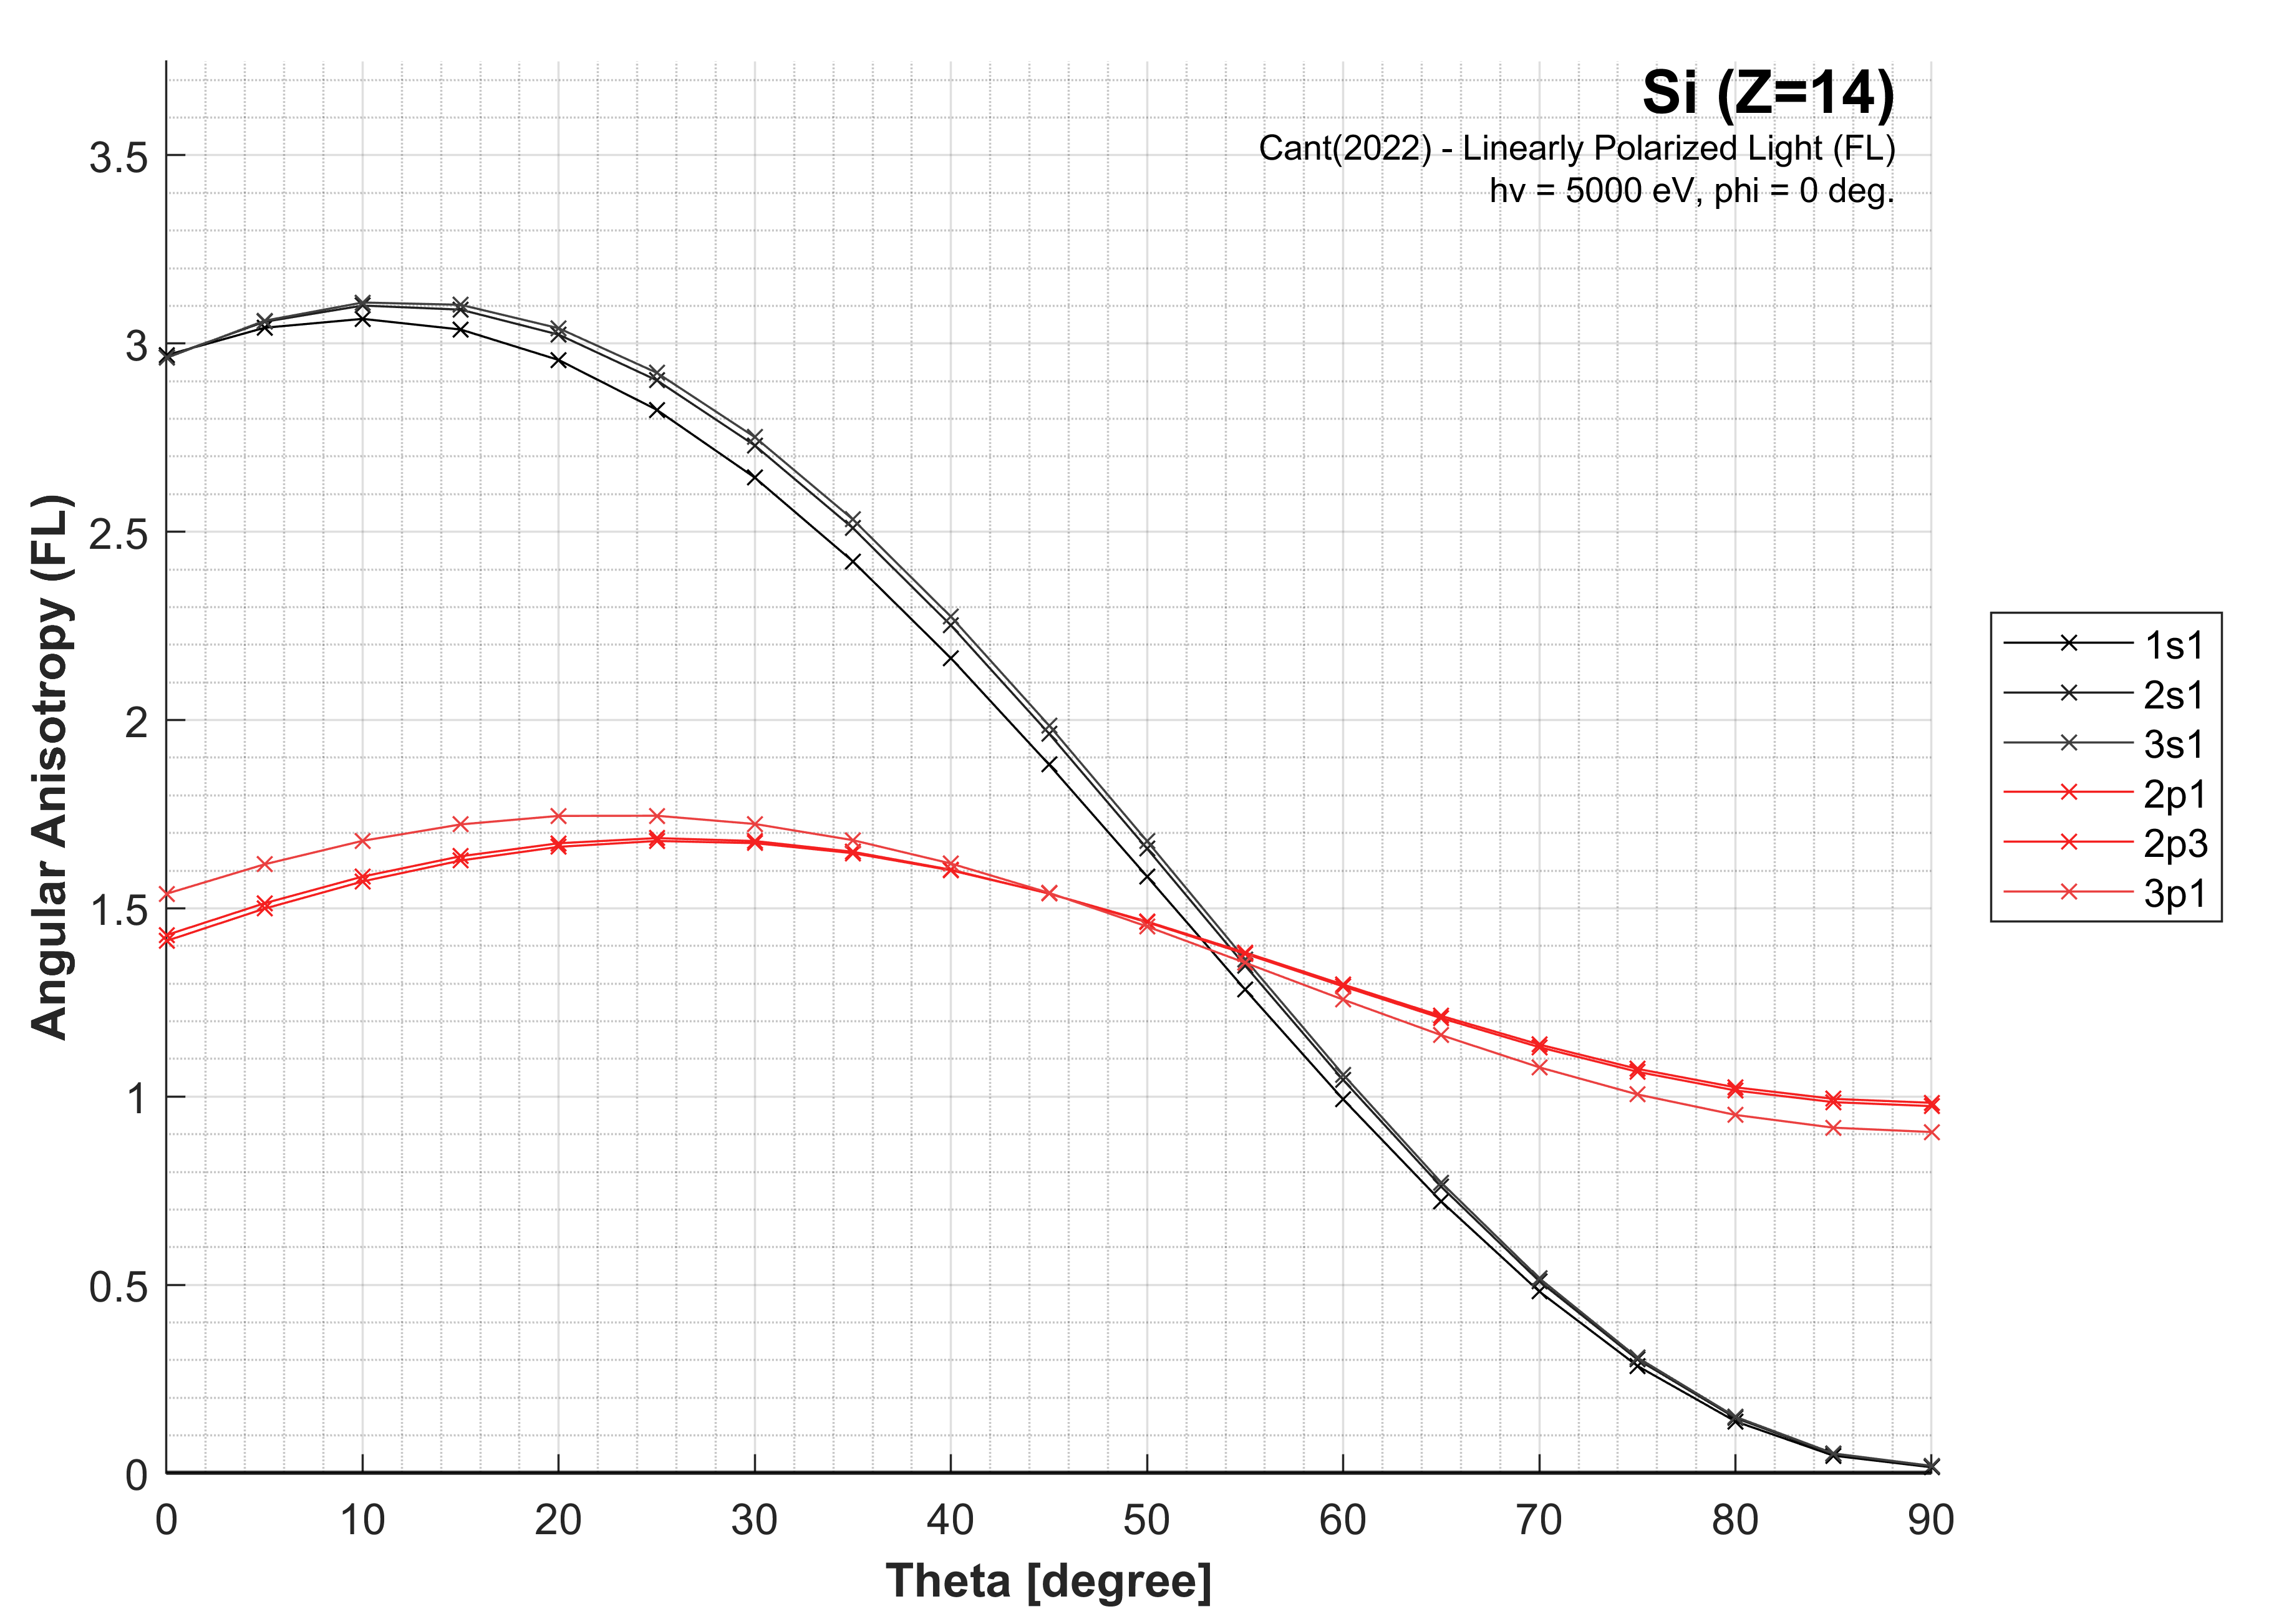 Si (Z=14)
Cant(2022) - Linearly Polarized Light (FL)
hv = 5000 eV, phi = 0 deg.
Angular Anisotropy (FL)
3.5
3
2.5
2
1.5
1
0.5
0
0 10 20 30 40 50 60 70 80 90
Theta [degree]
1s1
2s1
3s1
2p1
2p3
3p1